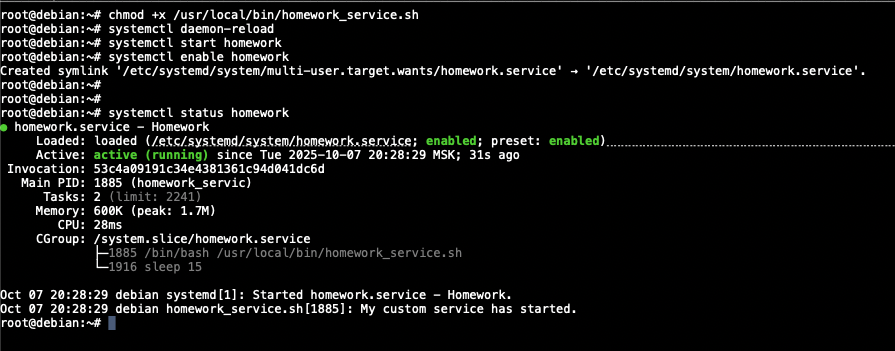 root@debian:~# chmod +x /usr/local/bin/homework_service.sh
root@debian:~# systemctl daemon-reload
root@debian:~# systemctl start homework
root@debian:~# systemctl enable homework
Created symlink '/etc/systemd/system/multi-user.target.wants/homework.service' → '/etc/systemd/system/homework.service'.
root@debian:~#
root@debian:~#
root@debian:~# systemctl status homework
● homework.service - Homework
Loaded: loaded (/etc/systemd/system/homework.service; enabled; preset: enabled)
Active: active (running) since Tue 2025-10-07 20:28:29 MSK; 31s ago
Invocation: 53c4a09191c34e4381361c94d041dc6d
Main PID: 1885 (homework_servic)
Tasks: 2 (limit: 2241)
Memory: 600K (peak: 1.7M)
CPU: 28ms
CGroup: /system.slice/homework.service
├─1885 /bin/bash /usr/local/bin/homework_service.sh
└─1916 sleep 15
Oct 07 20:28:29 debian systemd[1]: Started homework.service - Homework.
Oct 07 20:28:29 debian homework_service.sh[1885]: My custom service has started.
root@debian:~#